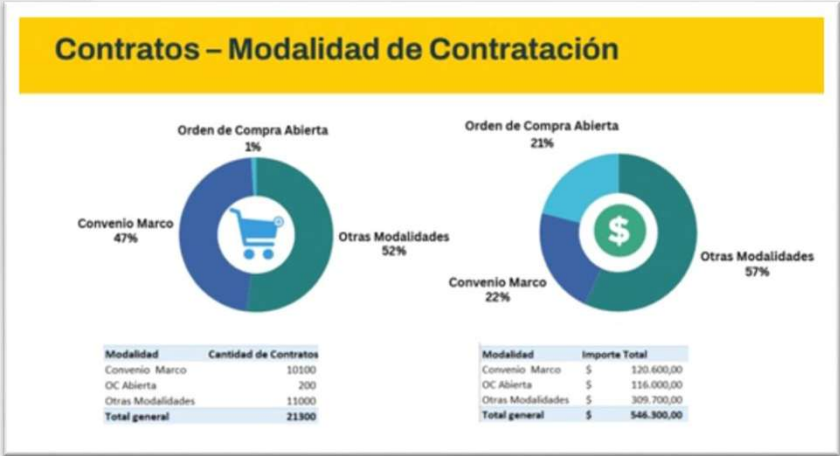 Contratos – Modalidad de Contratación
Orden de Compra Abierta
1%
Convenio Marco
47%
Otras Modalidades
52%
Orden de Compra Abierta
21%
$
Otras Modalidades
57%
Convenio Marco
22%
Modalidad Cantidad de Contratos
Convenio Marco 10100
OC Abierta 200
Otras Modalidades 11000
Total general 21300
Modalidad Importe Total
Convenio Marco $ 120.600,00
OC Abierta $ 116.000,00
Otras Modalidades $ 309.700,00
Total general $ 546.300,00